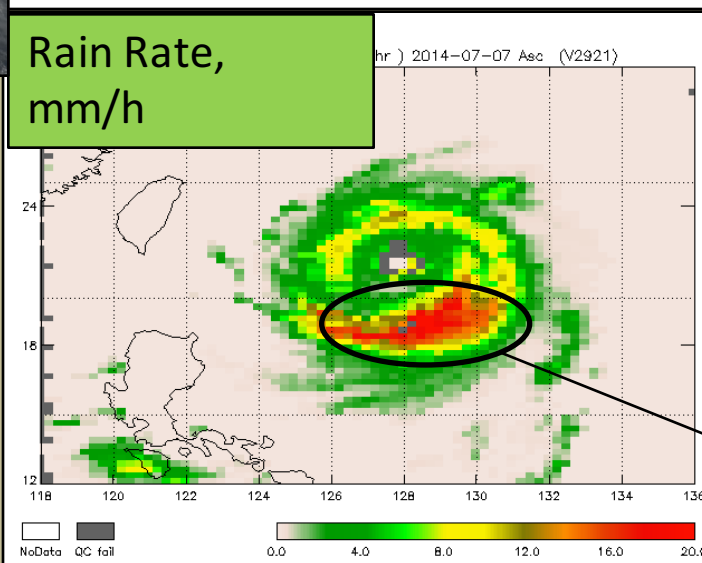 Rain Rate,
mm/h
hr ) 2014-07-07 Asc (V2921)
24
18
12
118 120 122 124 126 128 130 132 134 136
NoData QC fail
0.0 4.0 8.0 12.0 16.0 20.0